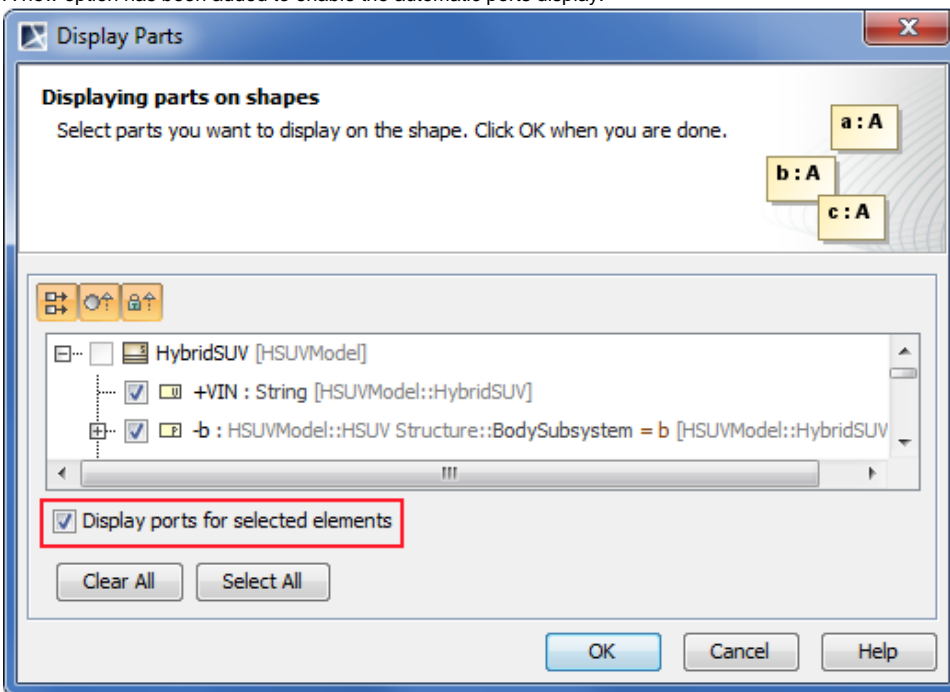 A new option has been added to enable the automatic ports display.
Display Parts
Displaying parts on shapes
Select parts you want to display on the shape. Click OK when you are done.
a : A
b : A
c : A
HybridSUV [HSUVModel]
+VIN : String [HSUVModel::HybridSUV]
-b : HSUVModel::HSUV Structure::BodySubsystem = b [HSUVModel::HybridSUV
Display ports for selected elements
Clear All Select All
OK Cancel Help